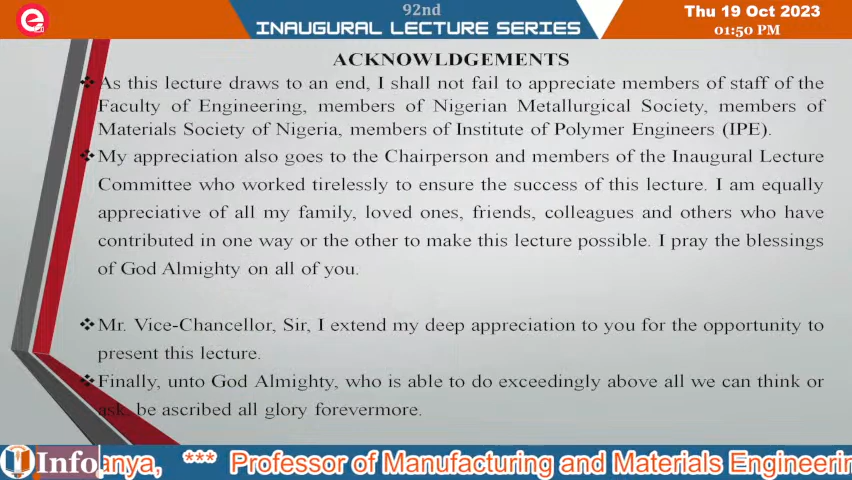 92nd
INAUGURAL LECTURE SERIES
Thu 19 Oct 2023
01:50 PM
ACKNOWLDGEMENTS
❖ As this lecture draws to an end, I shall not fail to appreciate members of staff of the
Faculty of Engineering, members of Nigerian Metallurgical Society, members of
Materials Society of Nigeria, members of Institute of Polymer Engineers (IPE).
❖ My appreciation also goes to the Chairperson and members of the Inaugural Lecture
Committee who worked tirelessly to ensure the success of this lecture. I am equally
appreciative of all my family, loved ones, friends, colleagues and others who have
contributed in one way or the other to make this lecture possible. I pray the blessings
of God Almighty on all of you.
❖ Mr. Vice-Chancellor, Sir, I extend my deep appreciation to you for the opportunity to
present this lecture.
❖ Finally, unto God Almighty, who is able to do exceedingly above all we can think or
ask, be ascribed all glory forevermore.
Info anya, *** Professor of Manufacturing and Materials Engineerin